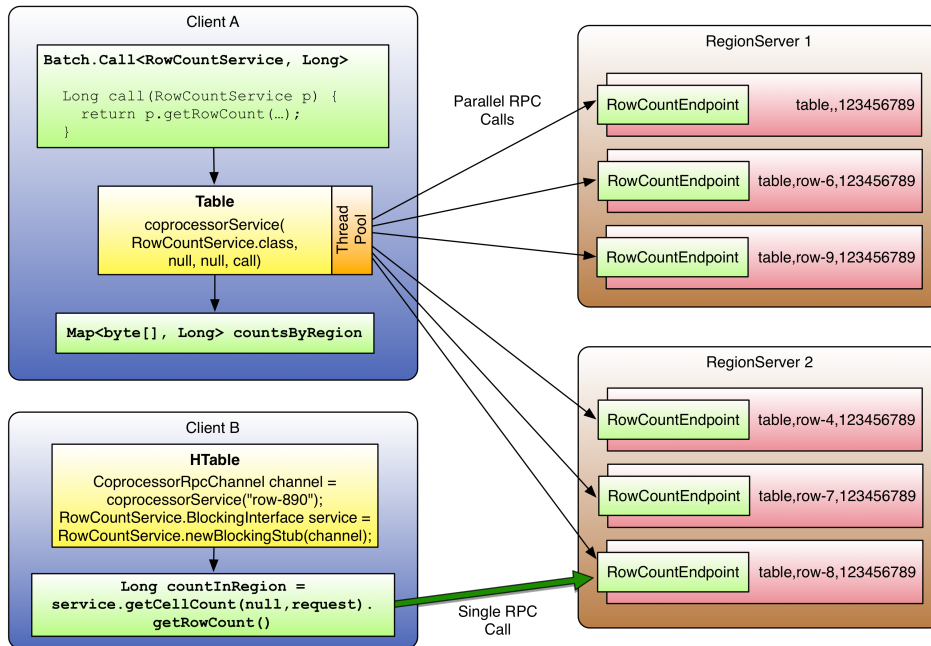 Client A
Batch.Call<RowCountService, Long>
Long call(RowCountService p) {
return p.getRowCount(…);
}
Table
coprocessorService(
RowCountService.class,
null, null, call)
Thread
Pool
Map<byte[], Long> countsByRegion
Parallel RPC
Calls
RegionServer 1
RowCountEndpoint
table,,123456789
RowCountEndpoint
table,row-6,123456789
RowCountEndpoint
table,row-9,123456789
RegionServer 2
RowCountEndpoint
table,row-4,123456789
RowCountEndpoint
table,row-7,123456789
RowCountEndpoint
table,row-8,123456789
Client B
HTable
CoprocessorRpcChannel channel =
coprocessorService("row-890");
RowCountService.BlockingInterface service =
RowCountService.newBlockingStub(channel);
Long countInRegion =
service.getCellCount(null,request).
getRowCount()
Single RPC
Call